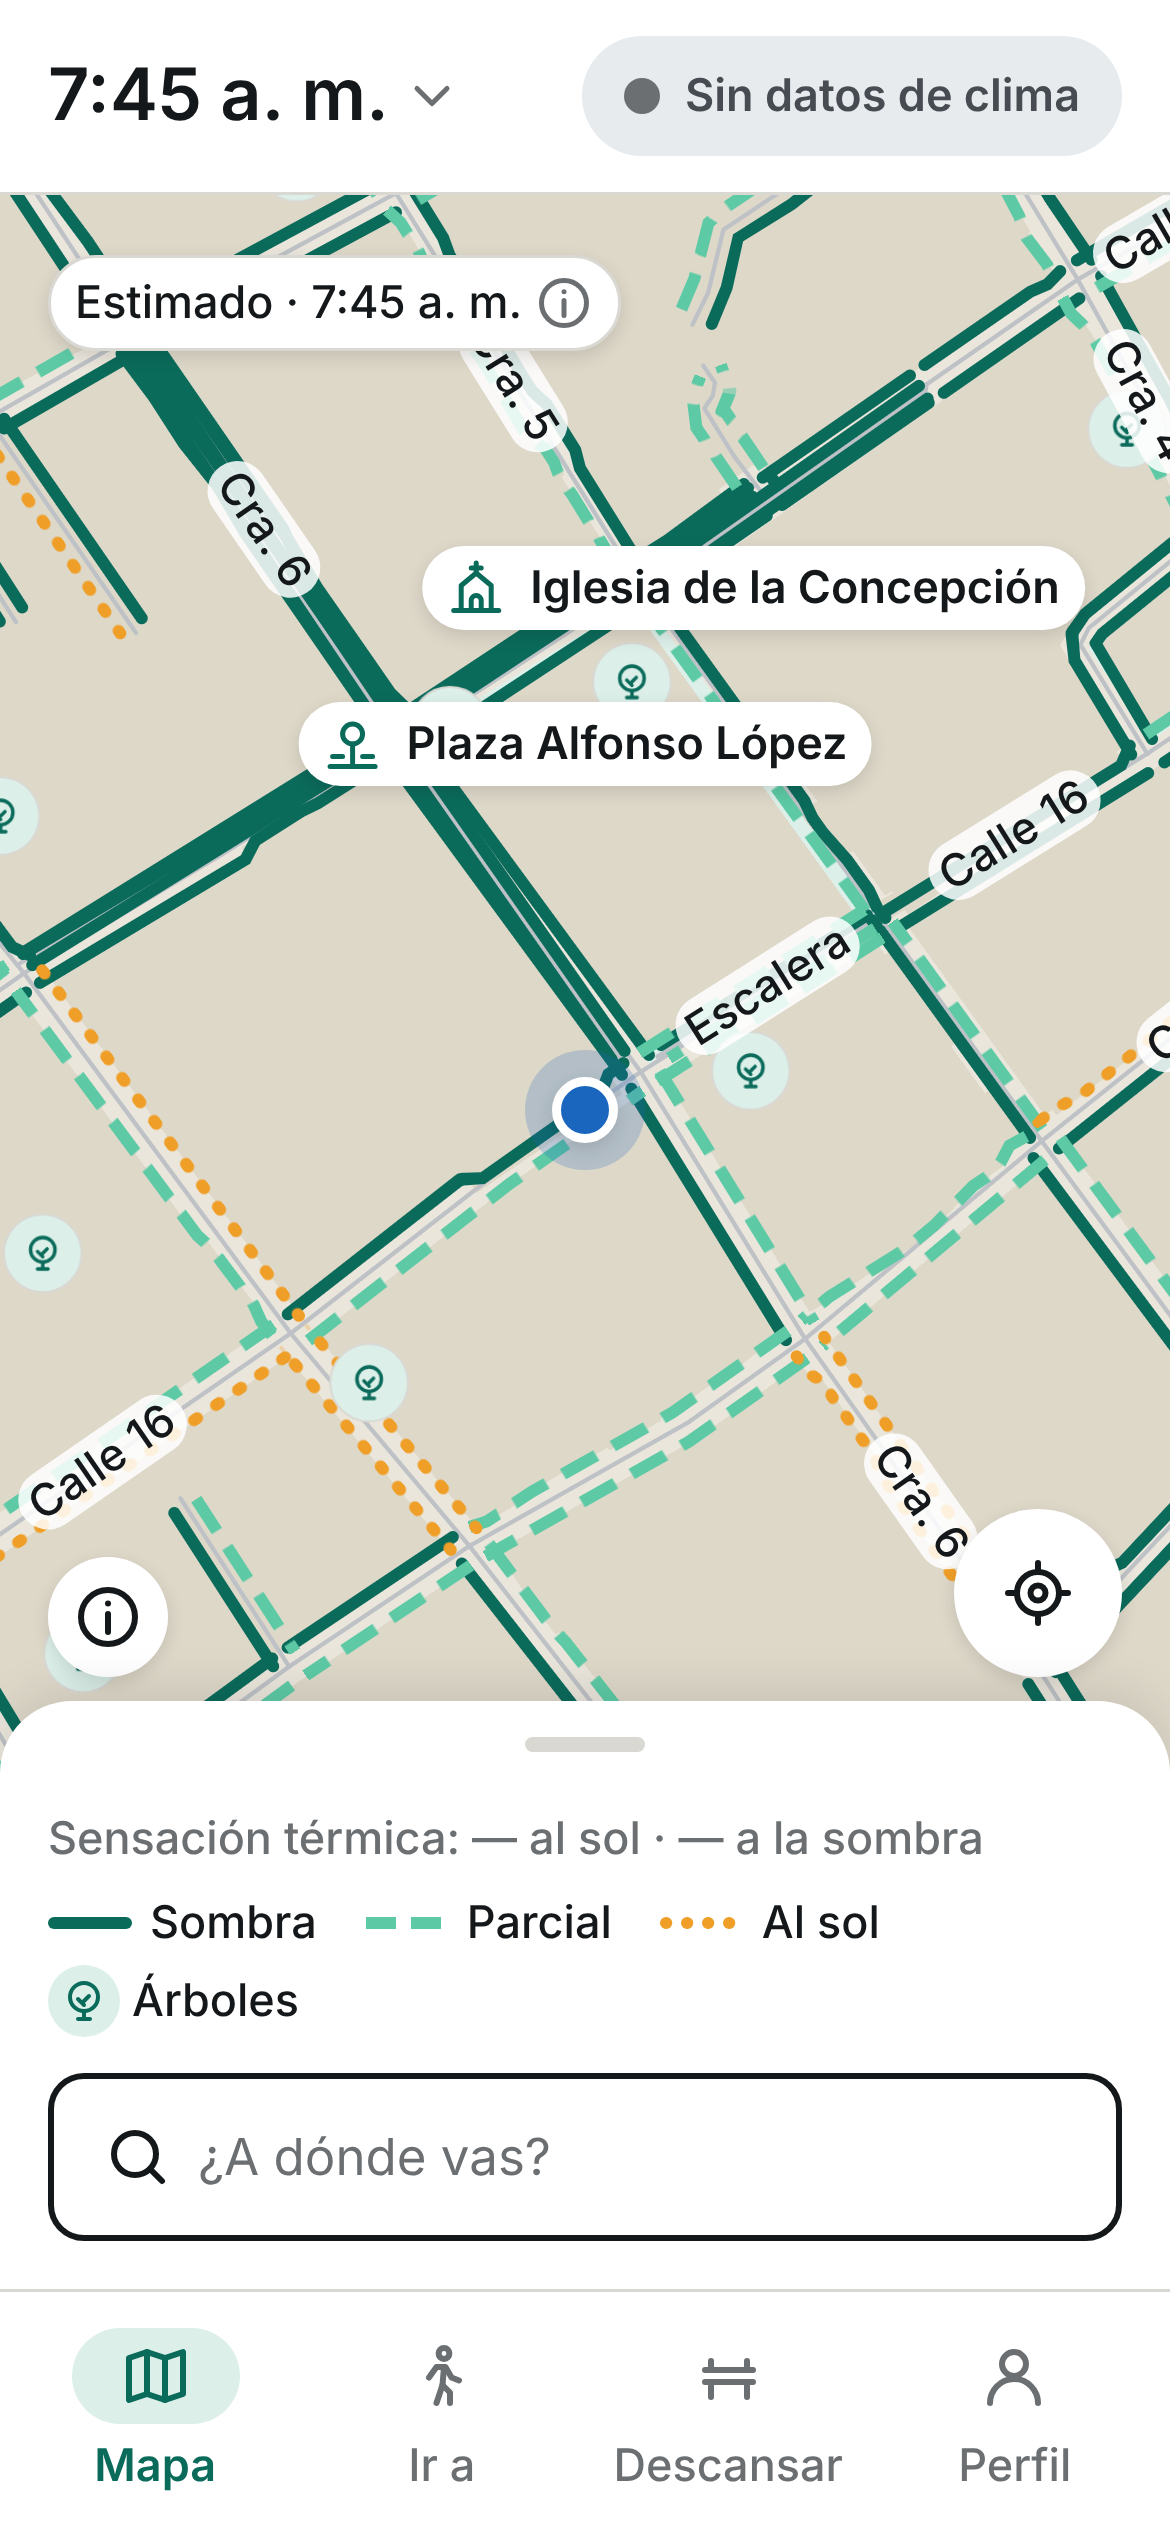 7:45 a. m.
Sin datos de clima
Estimado · 7:45 a. m.
Cra. 5
Cra. 4
Cra. 6
Iglesia de la Concepción
Plaza Alfonso López
Calle 16
Escalera
Calle 16
Cra. 6
Sensación térmica: — al sol · — a la sombra
Sombra
Parcial
Al sol
Árboles
¿A dónde vas?
Mapa
Ir a
Descansar
Perfil